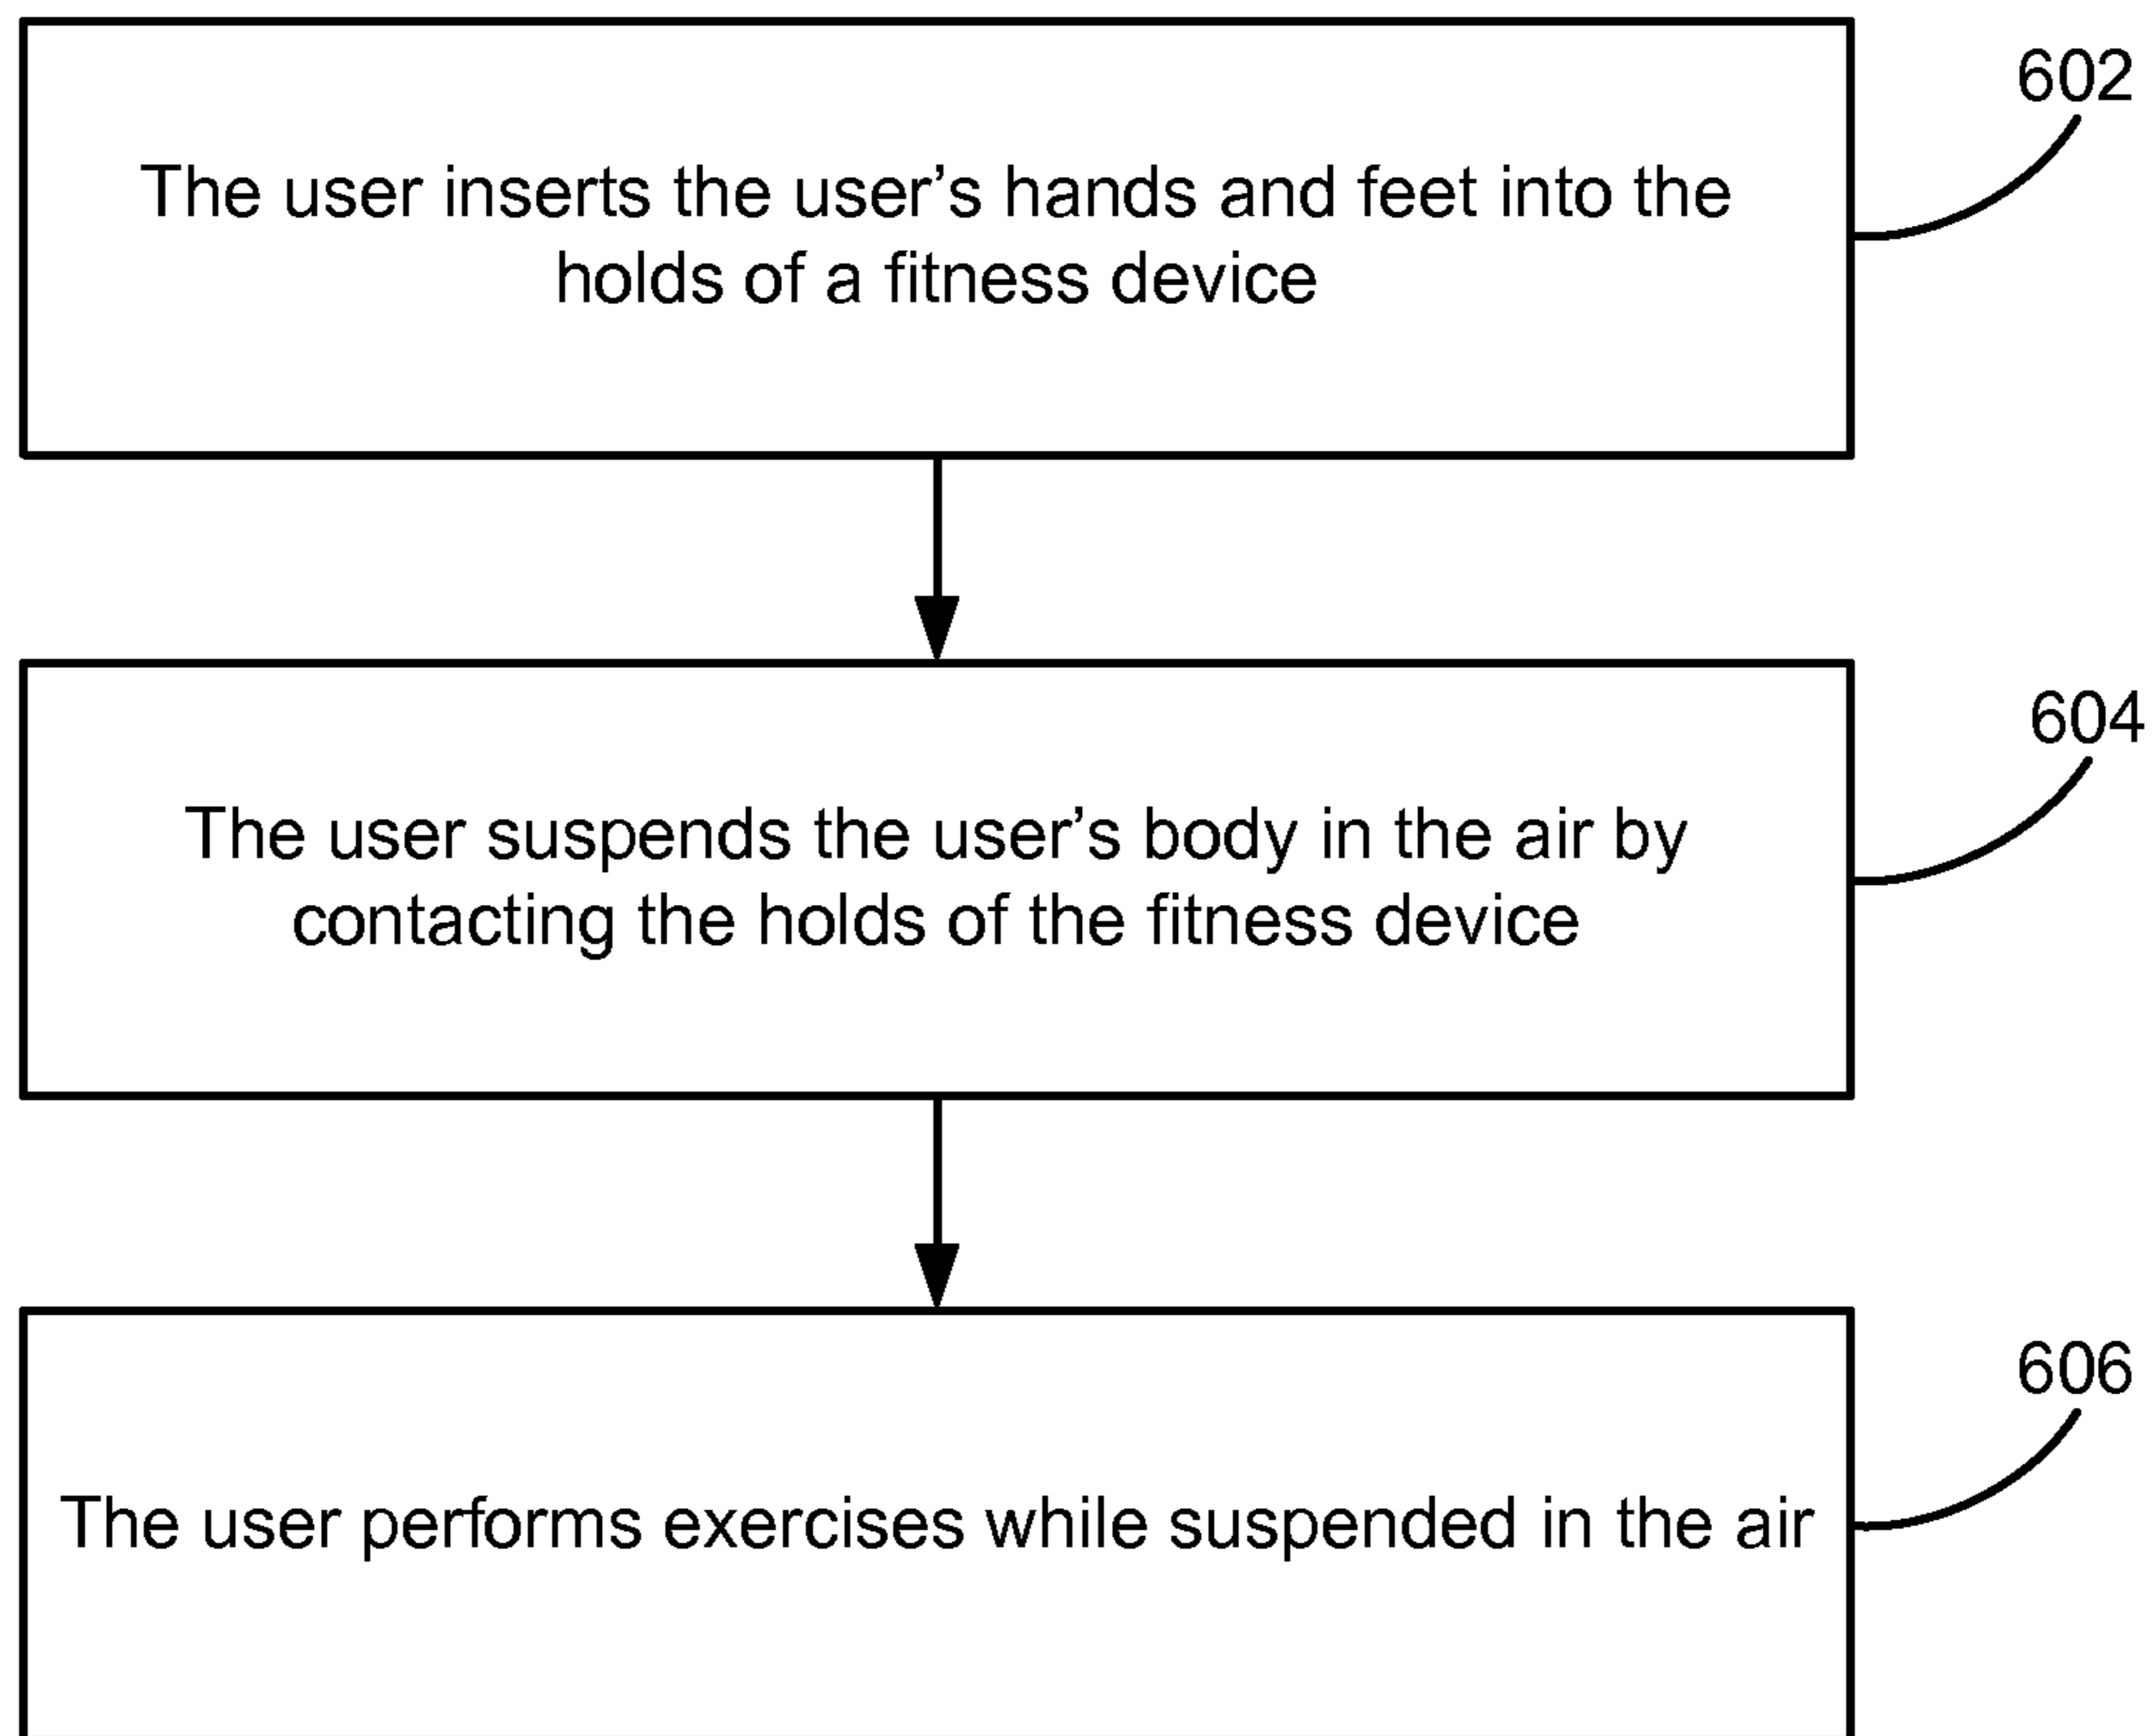 602
The user inserts the user’s hands and feet into the
holds of a fitness device
604
The user suspends the user’s body in the air by
contacting the holds of the fitness device
606
The user performs exercises while suspended in the air